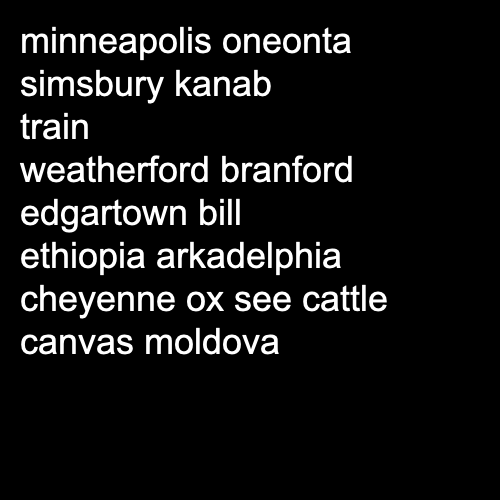 minneapolis oneonta
simsbury kanab
train
weatherford branford
edgartown bill
ethiopia arkadelphia
cheyenne ox see cattle
canvas moldova